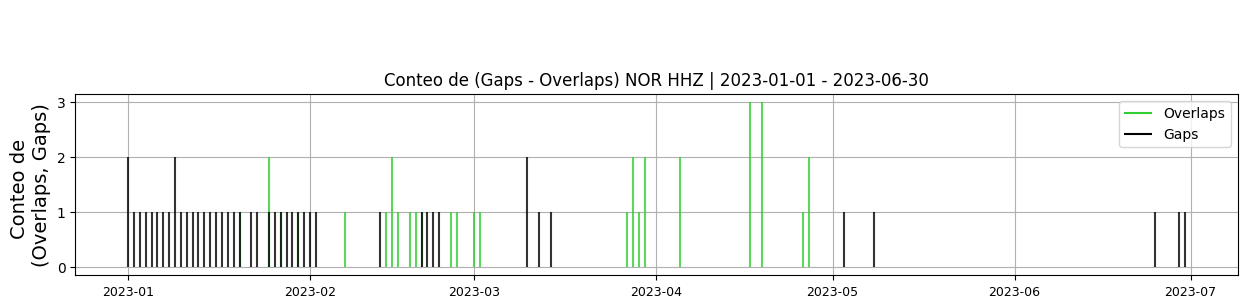 Conteo de (Gaps - Overlaps) NOR HHZ | 2023-01-01 - 2023-06-30
Conteo de
(Overlaps, Gaps)
3
2
1
0
Overlaps
Gaps
2023-01
2023-02
2023-03
2023-04
2023-05
2023-06
2023-07